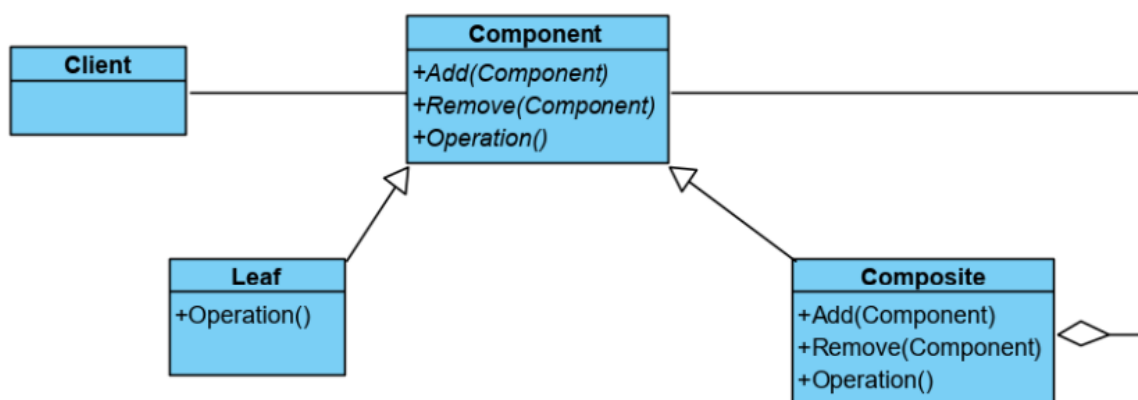 Component
Client
+Add(Component)
+Remove(Component)
+Operation()
Leaf
+Operation()
Composite
+Add(Component)
+Remove(Component)
+Operation()